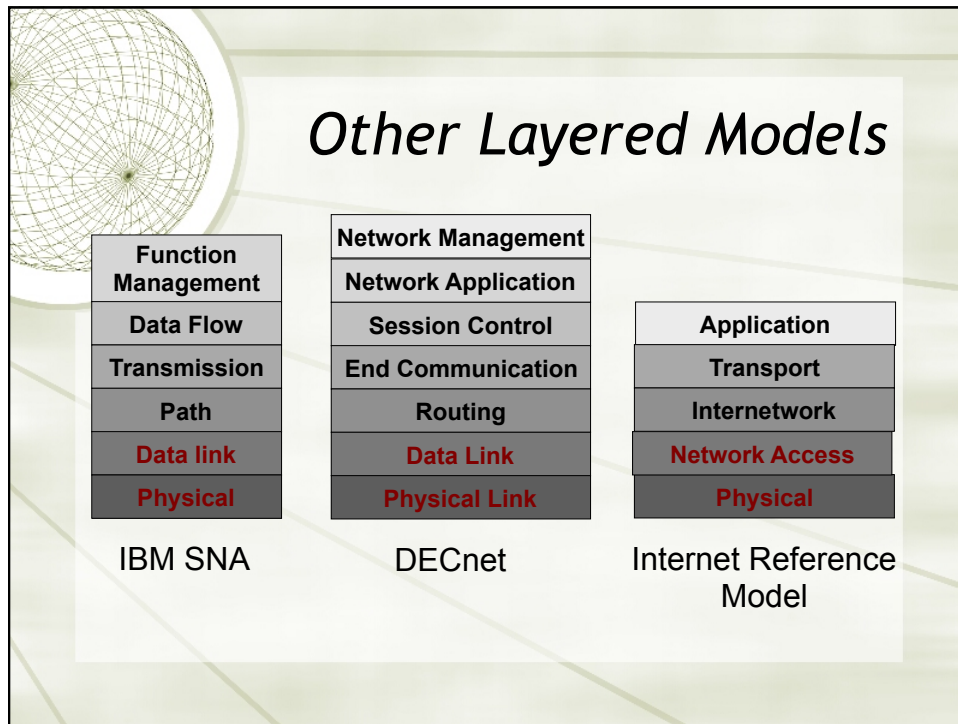 Other Layered Models
Function
Management
Data Flow
Transmission
Path
Data link
Physical
IBM SNA
Network Management
Network Application
Session Control
End Communication
Routing
Data Link
Physical Link
DECnet
Application
Transport
Internetwork
Network Access
Physical
Internet Reference
Model